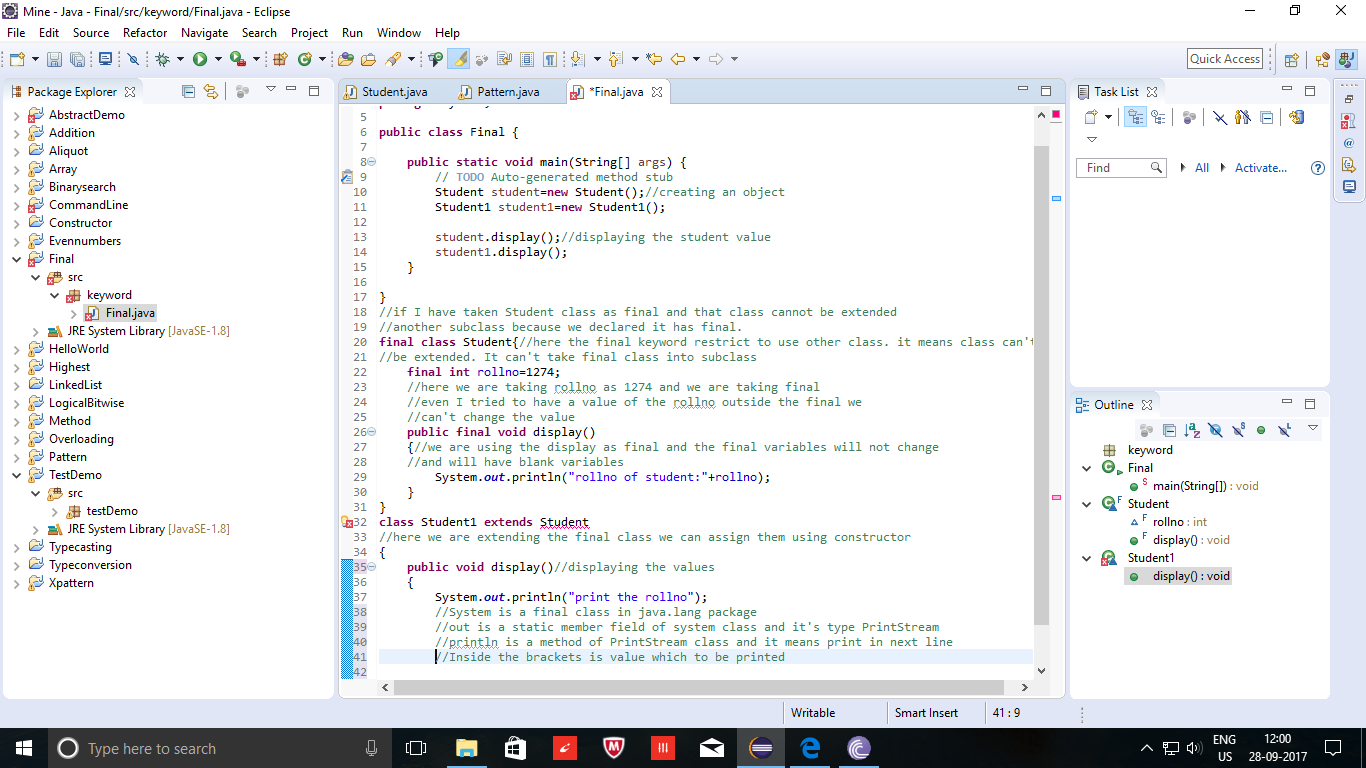 Mine - Java - Final/src/keyword/Final.java - Eclipse
File Edit Source Refactor Navigate Search Project Run Window Help
Quick Access
Package Explorer
AbstractDemo
Addition
Aliquot
Array
Binarysearch
CommandLine
Constructor
Evennumbers
Final
src
keyword
Final.java
JRE System Library [JavaSE-1.8]
HelloWorld
Highest
LinkedList
LogicalBitwise
Method
Overloading
Pattern
TestDemo
src
testDemo
JRE System Library [JavaSE-1.8]
Typecasting
Typeconversion
Xpattern
Student.java Pattern.java *Final.java
5
6 public class Final {
7
8 public static void main(String[] args) {
9 // TODO Auto-generated method stub
10 Student student=new Student();//creating an object
11 Student1 student1=new Student1();
12
13 student.display();//displaying the student value
14 student1.display();
15 }
16
17 }
18 //if I have taken Student class as final and that class cannot be extended
19 //another subclass because we declared it has final.
20 final class Student{//here the final keyword restrict to use other class. it means class can't
21 //be extended. It can't take final class into subclass
22 final int rollno=1274;
23 //here we are taking rollno as 1274 and we are taking final
24 //even I tried to have a value of the rollno outside the final we
25 //can't change the value
26 public final void display()
27 {//we are using the display as final and the final variables will not change
28 //and will have blank variables
29 System.out.println("rollno of student:"+rollno);
30 }
31 }
32 class Student1 extends Student
33 //here we are extending the final class we can assign them using constructor
34 {
35 public void display()//displaying the values
36 {
37 System.out.println("print the rollno");
38 //System is a final class in java.lang package
39 //out is a static member field of system class and it's type PrintStream
40 //println is a method of PrintStream class and it means print in next line
41 //Inside the brackets is value which to be printed
42
Task List
Find All Activate... ?
Outline
keyword
Final
S main(String[]) : void
F Student
F rollno : int
F display() : void
Student1
display() : void
Writable Smart Insert 41 : 9
Type here to search
ENG
US
12:00
28-09-2017